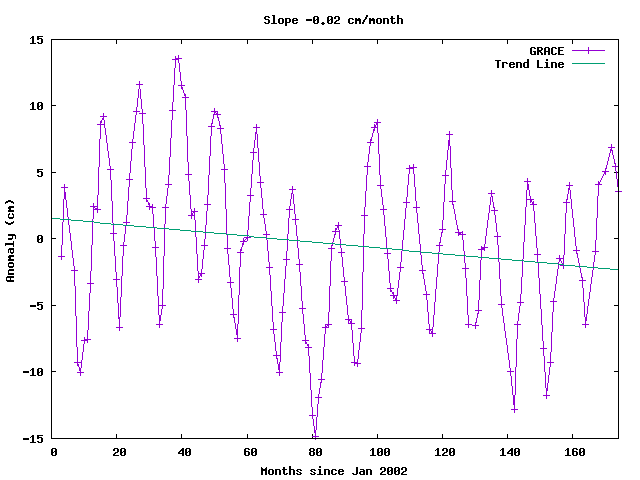 Slope -0.02 cm/month
GRACE
Trend Line
Anomaly (cm)
15
10
5
0
-5
-10
-15
0 20 40 60 80 100 120 140 160
Months since Jan 2002